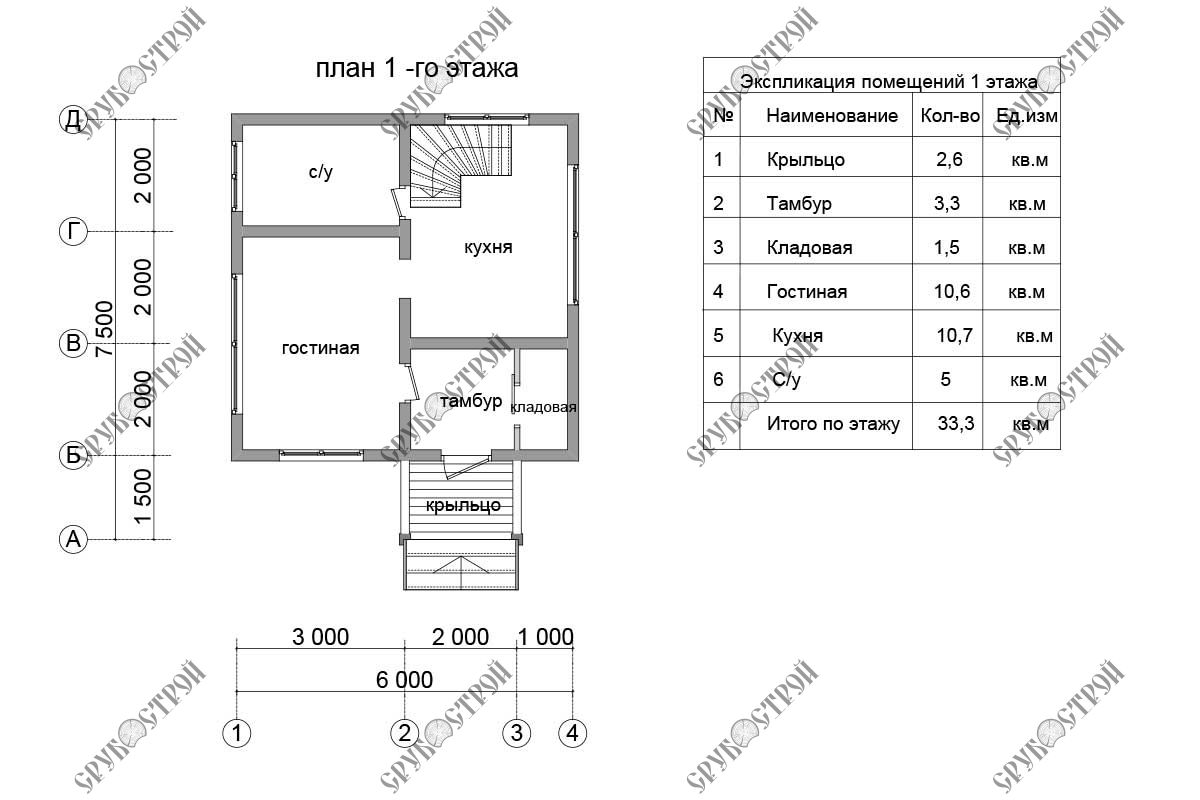 план 1 -го этажа
Д
Г
В
Б
А
2 000
2 000
2 000
1 500
7 500
с/у
кухня
гостиная
тамбур
кладовая
крыльцо
3 000
2 000
1 000
6 000
1
2
3
4
Экспликация помещений 1 этажа
№ Наименование Кол-во Ед.изм
1 Крыльцо 2,6 кв.м
2 Тамбур 3,3 кв.м
3 Кладовая 1,5 кв.м
4 Гостиная 10,6 кв.м
5 Кухня 10,7 кв.м
6 С/у 5 кв.м
Итого по этажу 33,3 кв.м